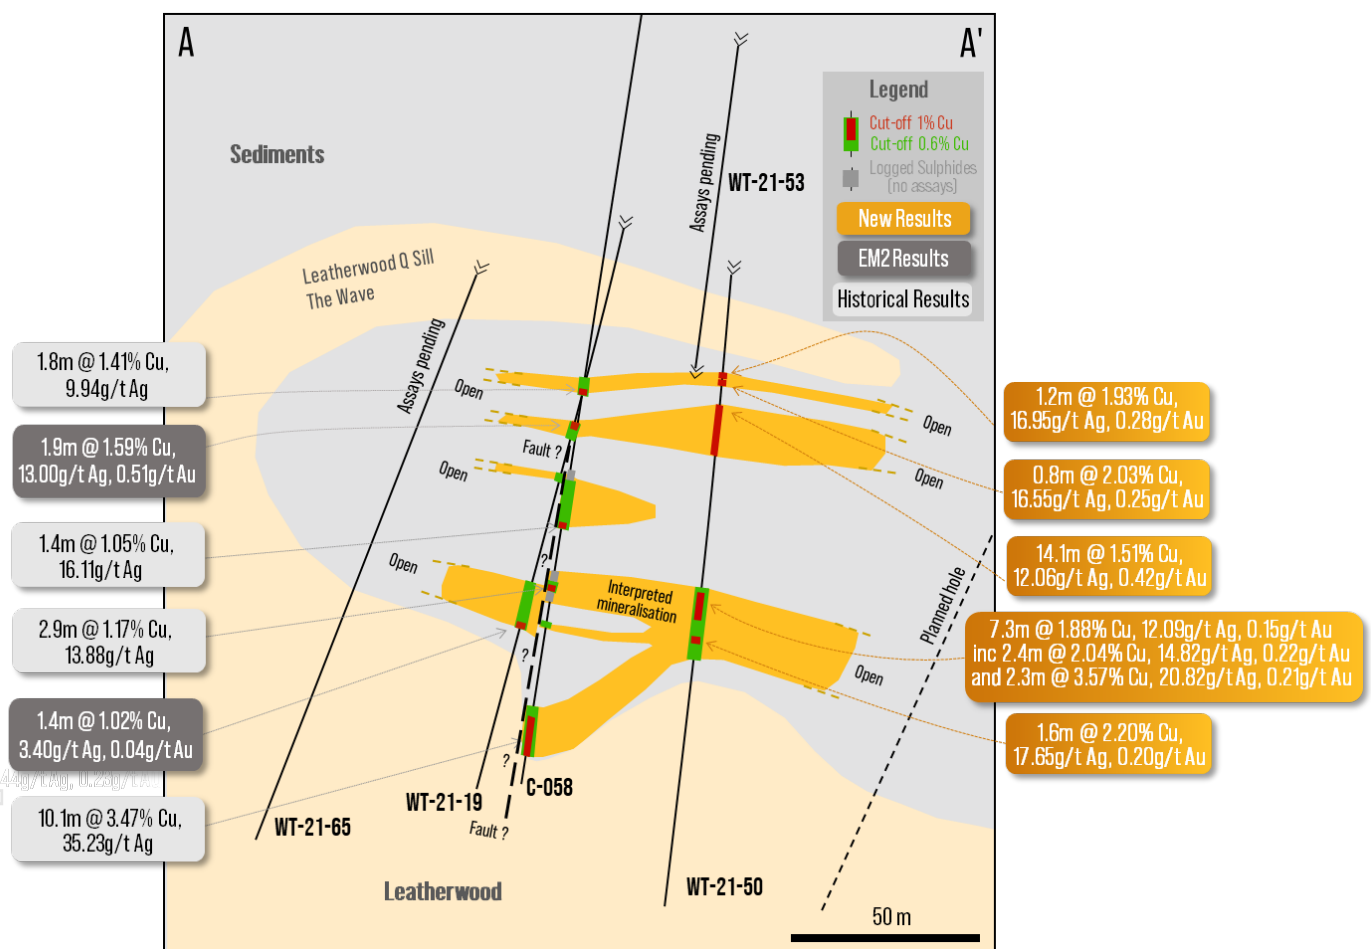 A
A'
Sediments
Leatherwood Q Sill
The Wave
Legend
Cut-off 1% Cu
Cut-off 0.6% Cu
Logged Sulphides
(no assays)
New Results
EM2 Results
Historical Results
Assays pending
WT-21-53
Assays pending
1.8m @ 1.41% Cu,
9.94g/t Ag
1.9m @ 1.59% Cu,
13.00g/t Ag, 0.51g/t Au
1.4m @ 1.05% Cu,
16.11g/t Ag
2.9m @ 1.17% Cu,
13.88g/t Ag
1.4m @ 1.02% Cu,
3.40g/t Ag, 0.04g/t Au
10.1m @ 3.47% Cu,
35.23g/t Ag
Open
Fault ?
Open
Open
?
Interpreted
mineralisation
?
?
Fault ?
Open
Open
Open
Planned hole
1.2m @ 1.93% Cu,
16.95g/t Ag, 0.28g/t Au
0.8m @ 2.03% Cu,
16.55g/t Ag, 0.25g/t Au
14.1m @ 1.51% Cu,
12.06g/t Ag, 0.42g/t Au
7.3m @ 1.88% Cu, 12.09g/t Ag, 0.15g/t Au
inc 2.4m @ 2.04% Cu, 14.82g/t Ag, 0.22g/t Au
and 2.3m @ 3.57% Cu, 20.82g/t Ag, 0.21g/t Au
1.6m @ 2.20% Cu,
17.65g/t Ag, 0.20g/t Au
C-058
WT-21-19
WT-21-65
WT-21-50
Leatherwood
50 m